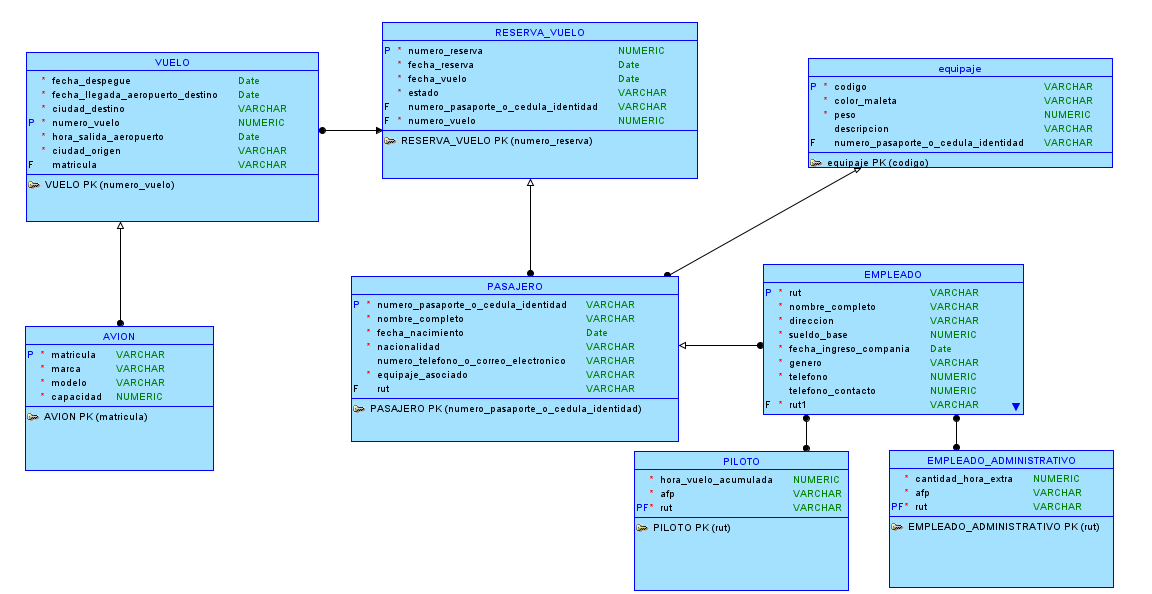 VUELO
* fecha_despegue Date
* fecha_llegada_aeropuerto_destino Date
* ciudad_destino VARCHAR
P * numero_vuelo NUMERIC
* hora_salida_aeropuerto Date
* ciudad_origen VARCHAR
F matricula VARCHAR
VUELO PK (numero_vuelo)
RESERVA_VUELO
P * numero_reserva NUMERIC
* fecha_reserva Date
* fecha_vuelo Date
* estado VARCHAR
F numero_pasaporte_o_cedula_identidad VARCHAR
F * numero_vuelo NUMERIC
RESERVA_VUELO PK (numero_reserva)
equipaje
P * codigo VARCHAR
* color_maleta VARCHAR
* peso NUMERIC
descripcion VARCHAR
F numero_pasaporte_o_cedula_identidad VARCHAR
equipaje PK (codigo)
AVION
P * matricula VARCHAR
* marca VARCHAR
* modelo VARCHAR
* capacidad NUMERIC
AVION PK (matricula)
PASAJERO
P * numero_pasaporte_o_cedula_identidad VARCHAR
* nombre_completo VARCHAR
* fecha_nacimiento Date
* nacionalidad VARCHAR
numero_telefono_o_correo_electronico VARCHAR
* equipaje_asociado VARCHAR
F rut VARCHAR
PASAJERO PK (numero_pasaporte_o_cedula_identidad)
EMPLEADO
P * rut VARCHAR
* nombre_completo VARCHAR
* direccion VARCHAR
* sueldo_base NUMERIC
* fecha_ingreso_compania Date
* genero VARCHAR
* telefono NUMERIC
telefono_contacto NUMERIC
F * rut1 VARCHAR
PILOTO
* hora_vuelo_acumulada NUMERIC
* afp VARCHAR
PF* rut VARCHAR
PILOTO PK (rut)
EMPLEADO_ADMINISTRATIVO
* cantidad_hora_extra NUMERIC
* afp VARCHAR
PF* rut VARCHAR
EMPLEADO_ADMINISTRATIVO PK (rut)